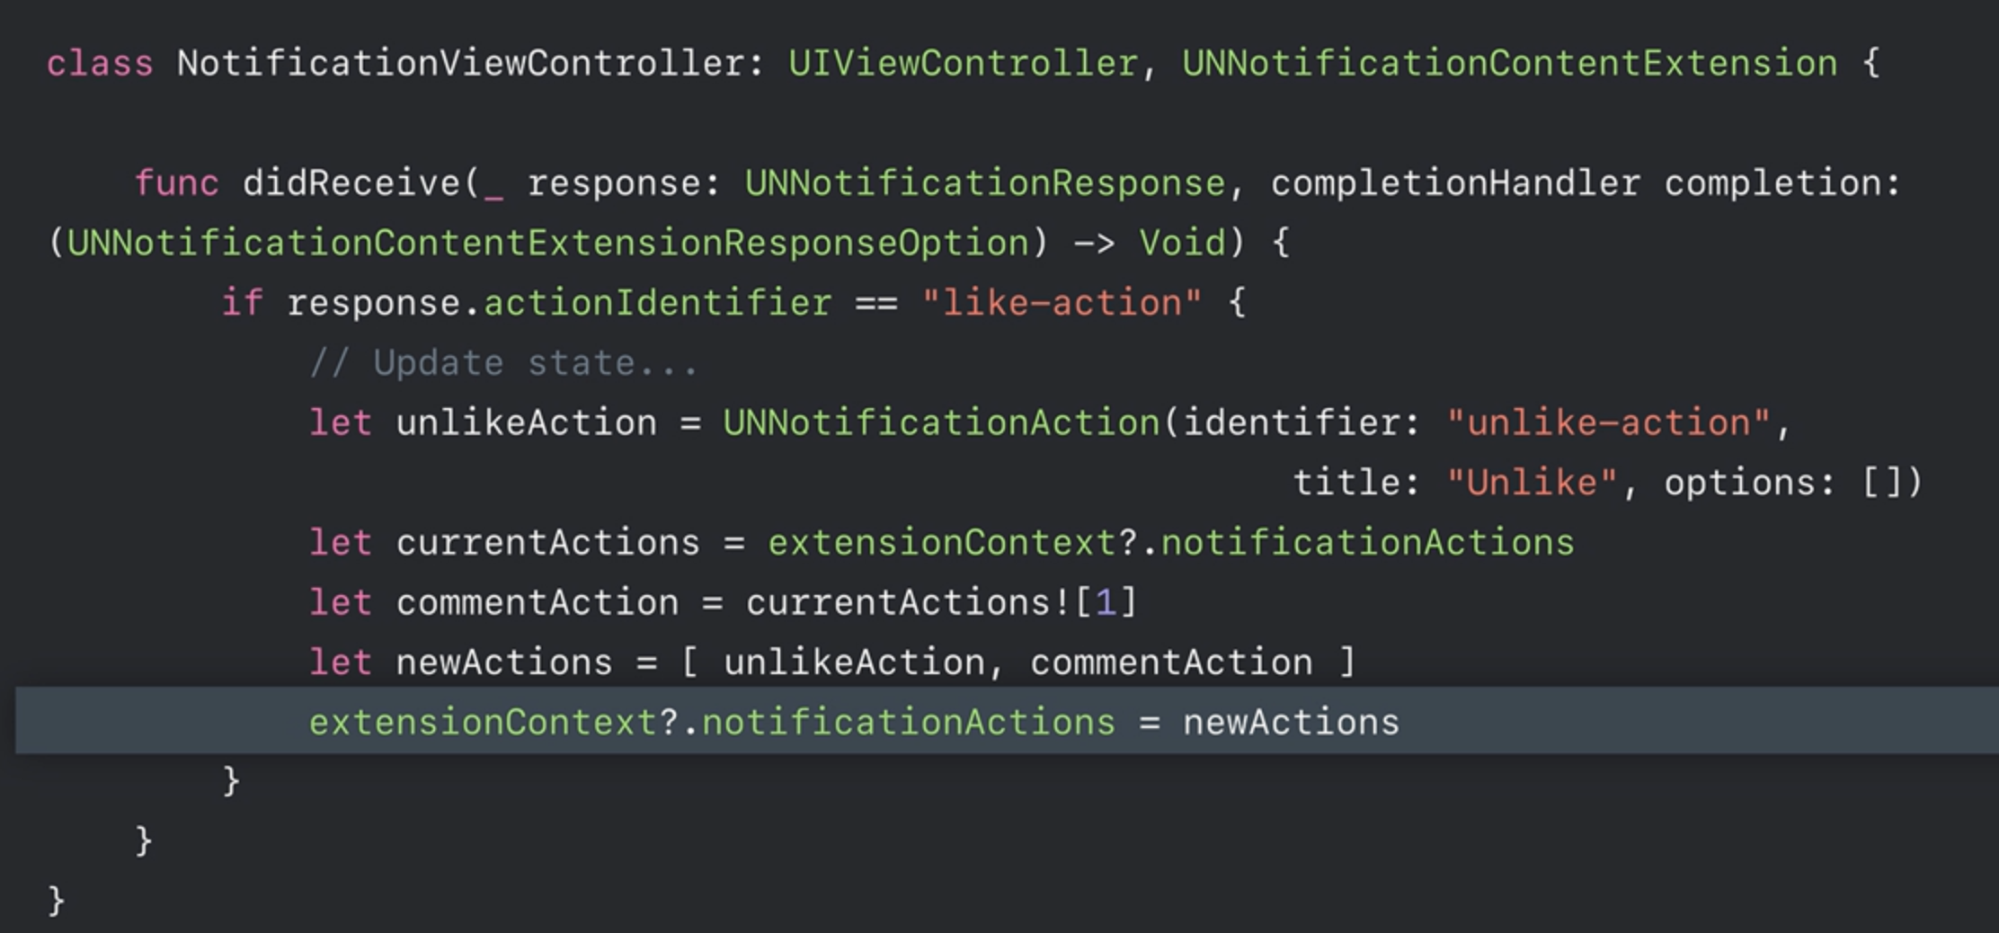 class NotificationViewController: UIViewController, UNNotificationContentExtension {
func didReceive(_ response: UNNotificationResponse, completionHandler completion:
(UNNotificationContentExtensionResponseOption) -> Void) {
if response.actionIdentifier == "like-action" {
// Update state...
let unlikeAction = UNNotificationAction(identifier: "unlike-action",
title: "Unlike", options: [])
let currentActions = extensionContext?.notificationActions
let commentAction = currentActions![1]
let newActions = [ unlikeAction, commentAction ]
extensionContext?.notificationActions = newActions
}
}
}